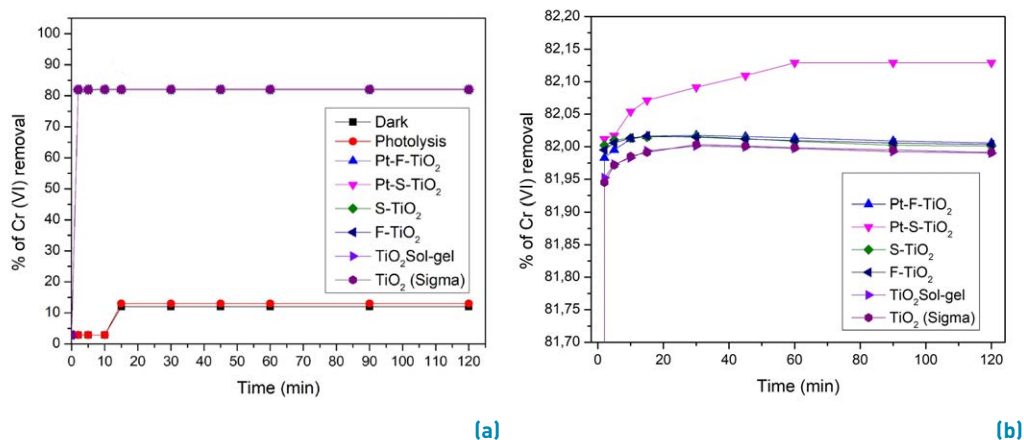 100
90
80
70
60
50
40
30
20
10
0
% of Cr (VI) removal
0 10 20 30 40 50 60 70 80 90 100 110 120
Time (min)
Dark
Photolysis
Pt-F-TiO₂
Pt-S-TiO₂
S-TiO₂
F-TiO₂
TiO₂Sol-gel
TiO₂ (Sigma)
(a)
82,20
82,15
82,10
82,05
82,00
81,95
81,90
81,85
81,80
81,75
81,70
% of Cr (VI) removal
0 20 40 60 80 100 120
Time (min)
Pt-F-TiO₂
Pt-S-TiO₂
S-TiO₂
F-TiO₂
TiO₂Sol-gel
TiO₂ (Sigma)
(b)